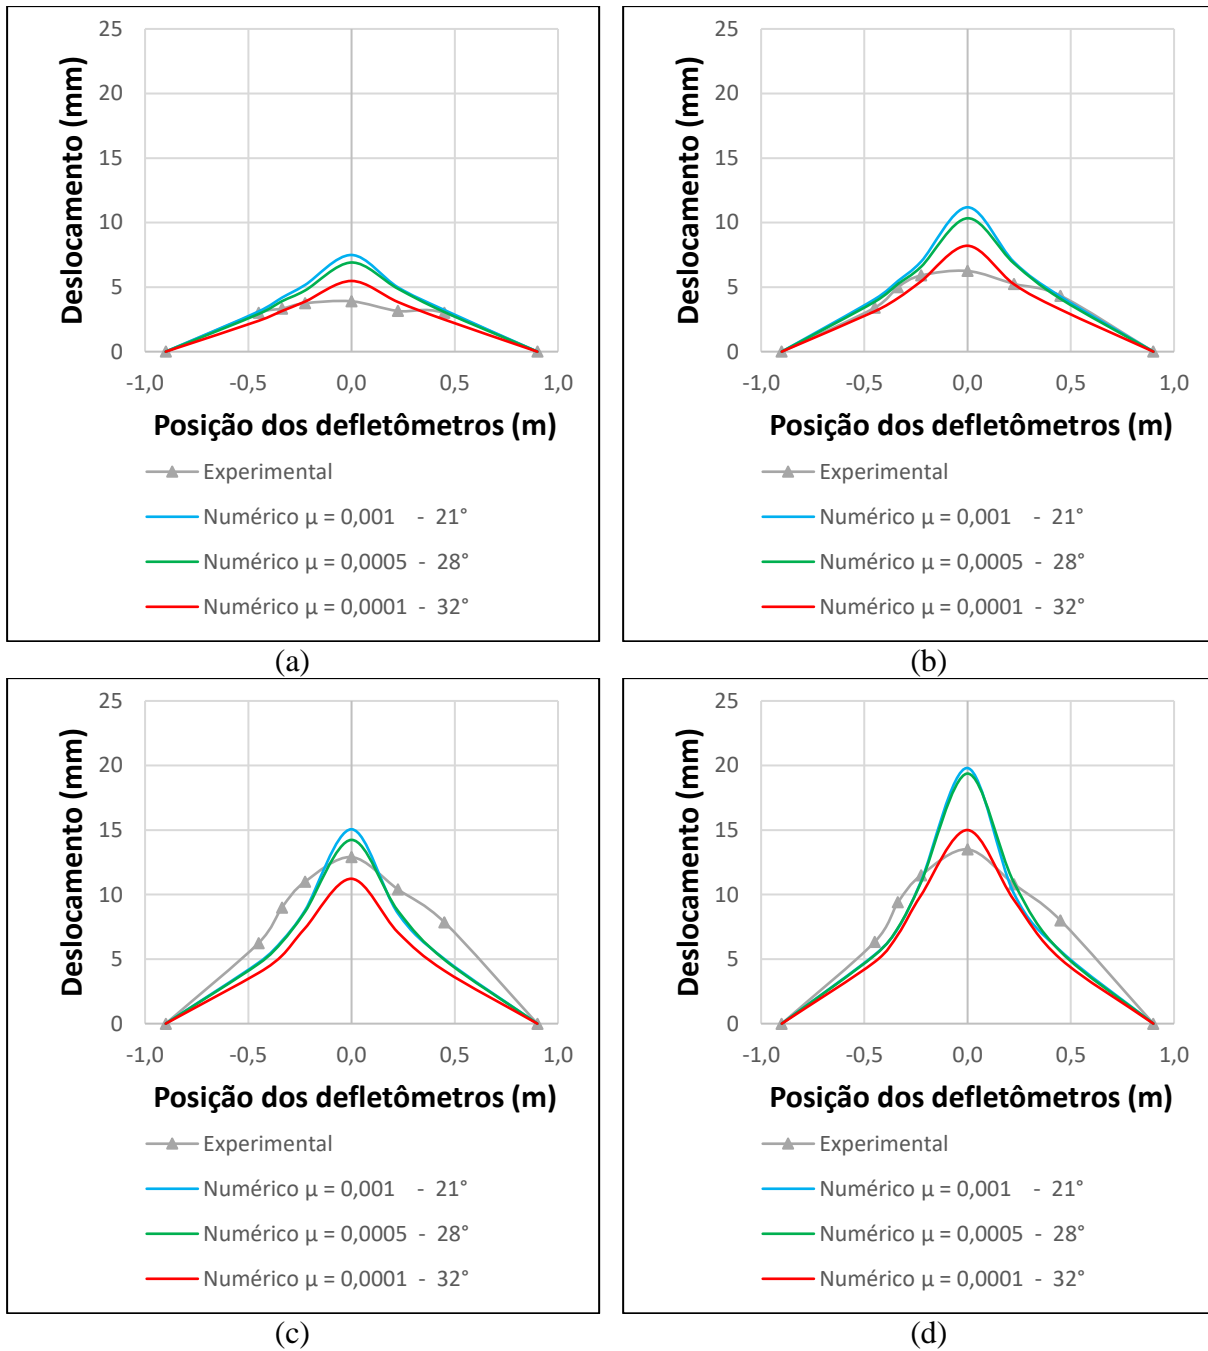 25
20
15
10
5
0
Deslocamento (mm)
-1,0 -0,5 0,0 0,5 1,0
Posição dos defletômetros (m)
Experimental
Numérico µ = 0,001 - 21°
Numérico µ = 0,0005 - 28°
Numérico µ = 0,0001 - 32°
(a)
25
20
15
10
5
0
Deslocamento (mm)
-1,0 -0,5 0,0 0,5 1,0
Posição dos defletômetros (m)
Experimental
Numérico µ = 0,001 - 21°
Numérico µ = 0,0005 - 28°
Numérico µ = 0,0001 - 32°
(b)
25
20
15
10
5
0
Deslocamento (mm)
-1,0 -0,5 0,0 0,5 1,0
Posição dos defletômetros (m)
Experimental
Numérico µ = 0,001 - 21°
Numérico µ = 0,0005 - 28°
Numérico µ = 0,0001 - 32°
(c)
25
20
15
10
5
0
Deslocamento (mm)
-1,0 -0,5 0,0 0,5 1,0
Posição dos defletômetros (m)
Experimental
Numérico µ = 0,001 - 21°
Numérico µ = 0,0005 - 28°
Numérico µ = 0,0001 - 32°
(d)